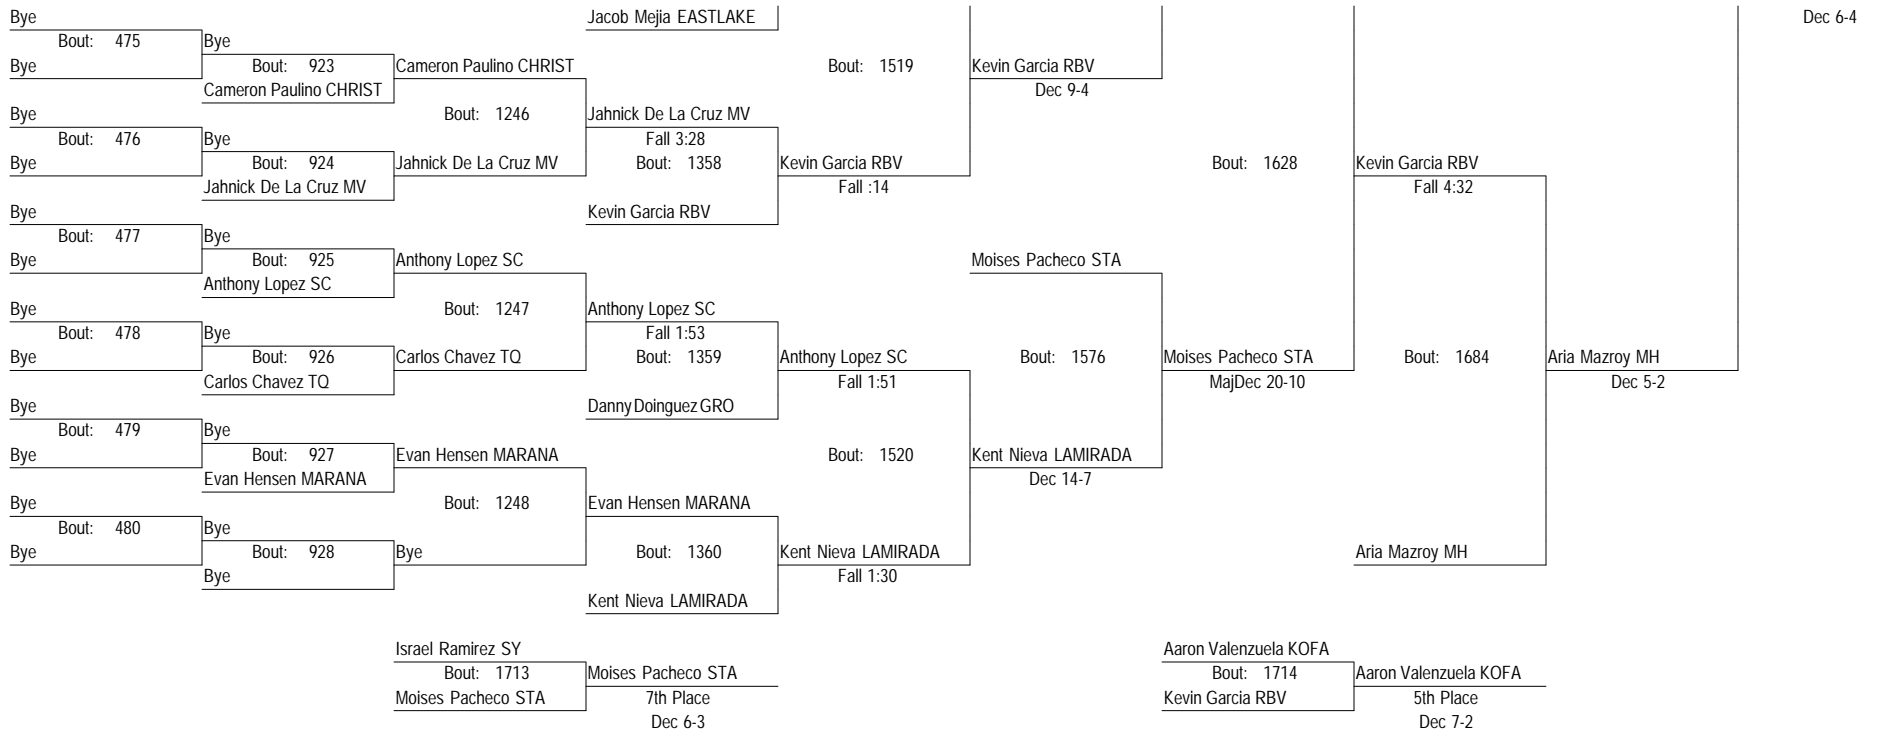 Bye Jacob Mejia EASTLAKE Dec 6-4
Bout: 475 Bye
Bye Bout: 923 Cameron Paulino CHRIST Bout: 1519 Kevin Garcia RBV
Cameron Paulino CHRIST Dec 9-4
Bye Bout: 1246 Jahnick De La Cruz MV
Bout: 476 Bye Fall 3:28
Bye Bout: 924 Jahnick De La Cruz MV Bout: 1358 Kevin Garcia RBV Bout: 1628 Kevin Garcia RBV
Jahnick De La Cruz MV Fall :14 Fall 4:32
Bye Kevin Garcia RBV
Bout: 477 Bye
Bye Bout: 925 Anthony Lopez SC Moises Pacheco STA
Anthony Lopez SC
Bye Bout: 1247 Anthony Lopez SC
Bout: 478 Bye Fall 1:53
Bye Bout: 926 Carlos Chavez TQ Bout: 1359 Anthony Lopez SC Bout: 1576 Moises Pacheco STA Bout: 1684 Aria Mazroy MH
Carlos Chavez TQ Fall 1:51 MajDec 20-10 Dec 5-2
Bye Danny Doinguez GRO
Bout: 479 Bye
Bye Bout: 927 Evan Hensen MARANA Bout: 1520 Kent Nieva LAMIRADA
Evan Hensen MARANA Dec 14-7
Bye Bout: 1248 Evan Hensen MARANA
Bout: 480 Bye
Bye Bout: 928 Bye Bout: 1360 Kent Nieva LAMIRADA Aria Mazroy MH
Bye Fall 1:30
Kent Nieva LAMIRADA
Israel Ramirez SY Aaron Valenzuela KOFA
Bout: 1713 Moises Pacheco STA Bout: 1714 Aaron Valenzuela KOFA
Moises Pacheco STA 7th Place Kevin Garcia RBV 5th Place
Dec 6-3 Dec 7-2